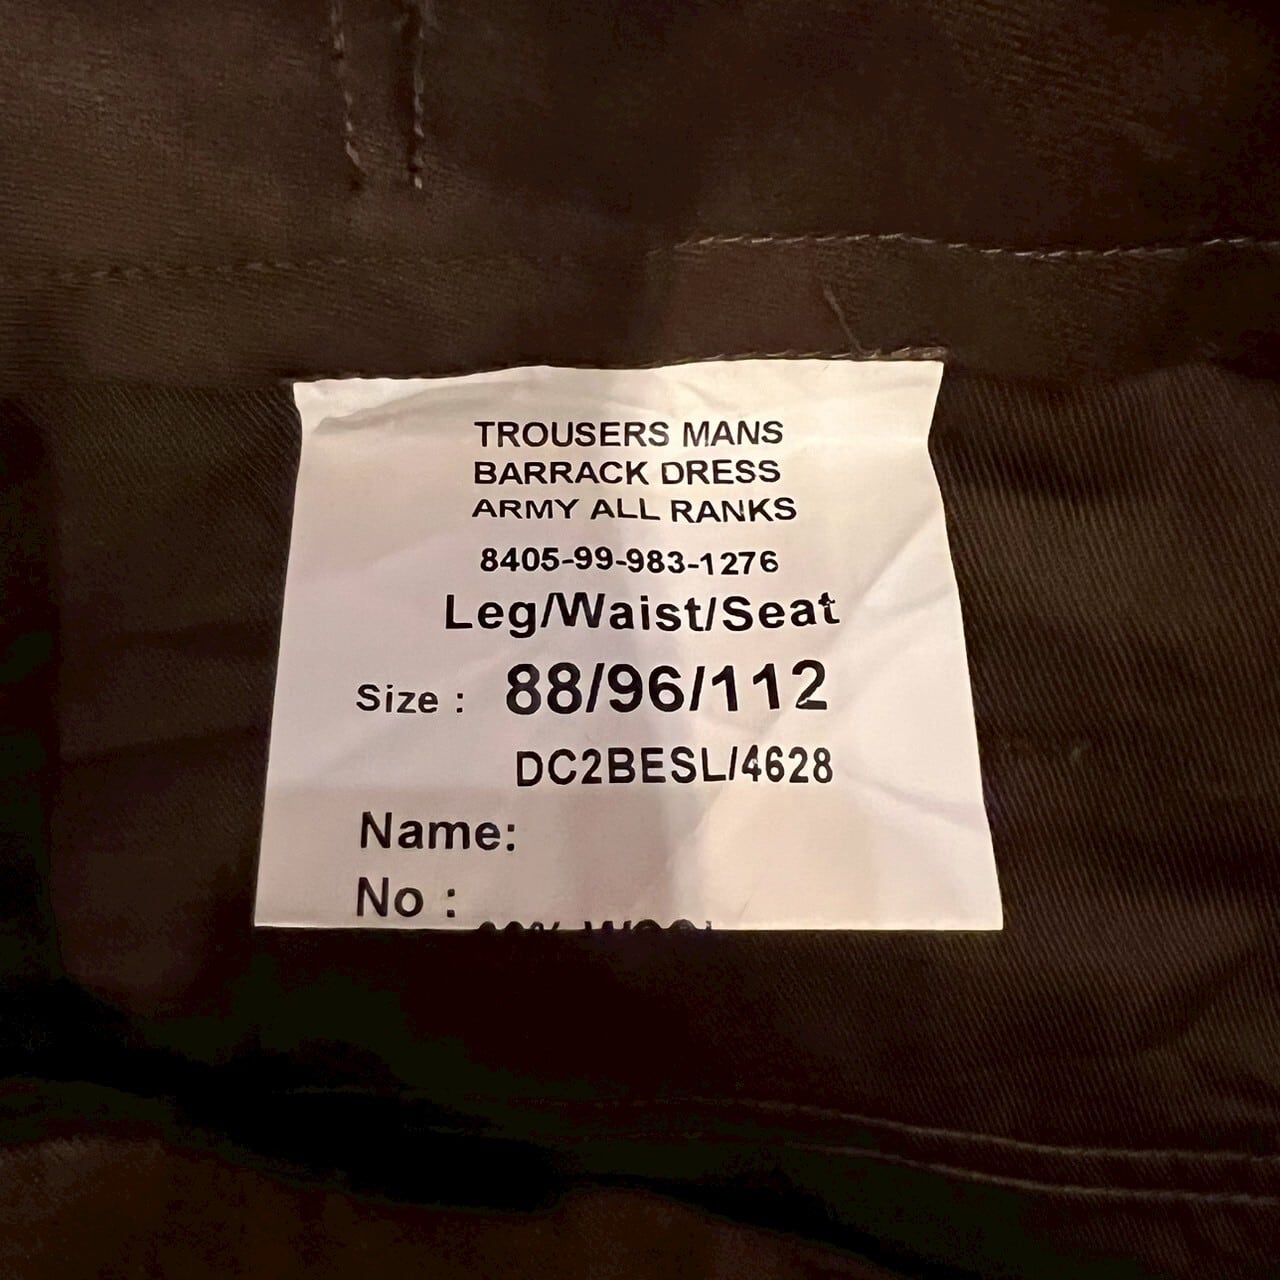 TROUSERS MANS
BARRACK DRESS
ARMY ALL RANKS
8405-99-983-1276
Leg/Waist/Seat
Size : 88/96/112
DC2BESL/4628
Name:
No :